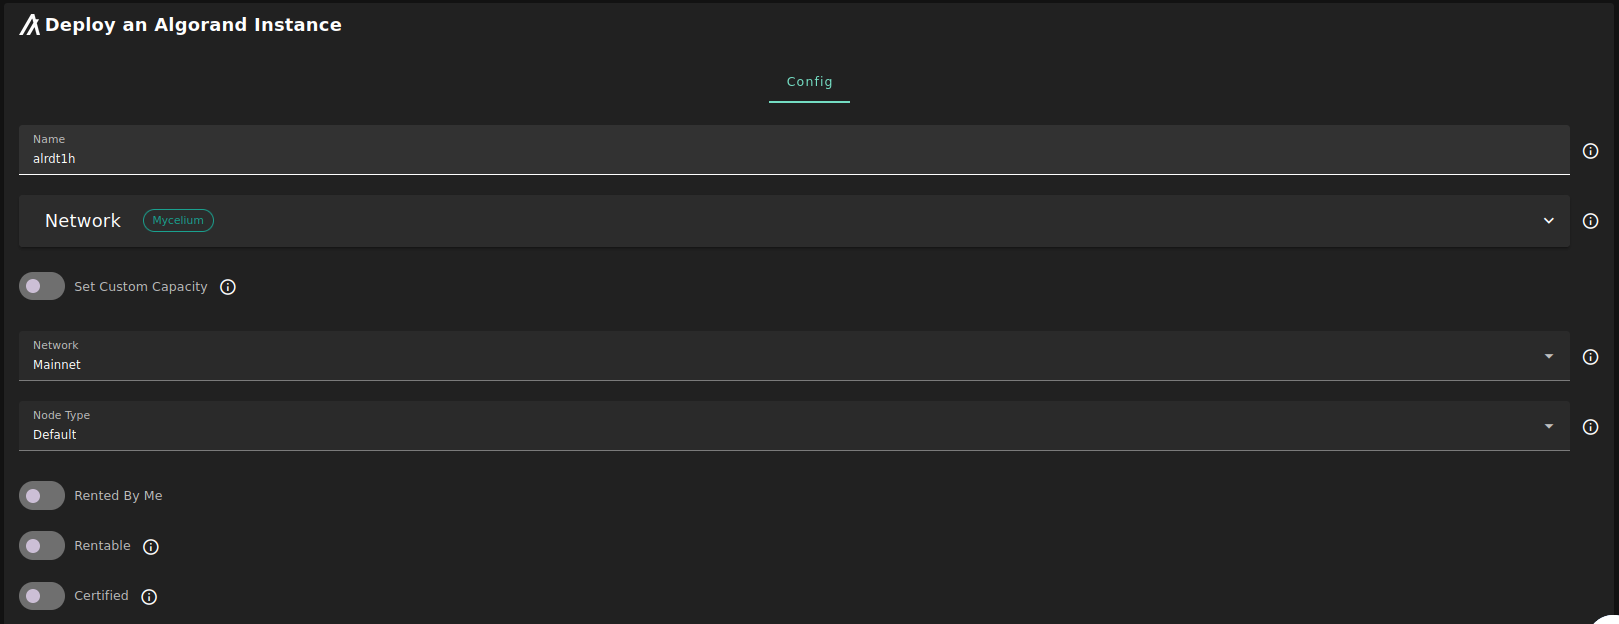 Deploy an Algorand Instance
Config
Name
alrdt1h
Network Mycelium
Set Custom Capacity
Network
Mainnet
Node Type
Default
Rented By Me
Rentable
Certified